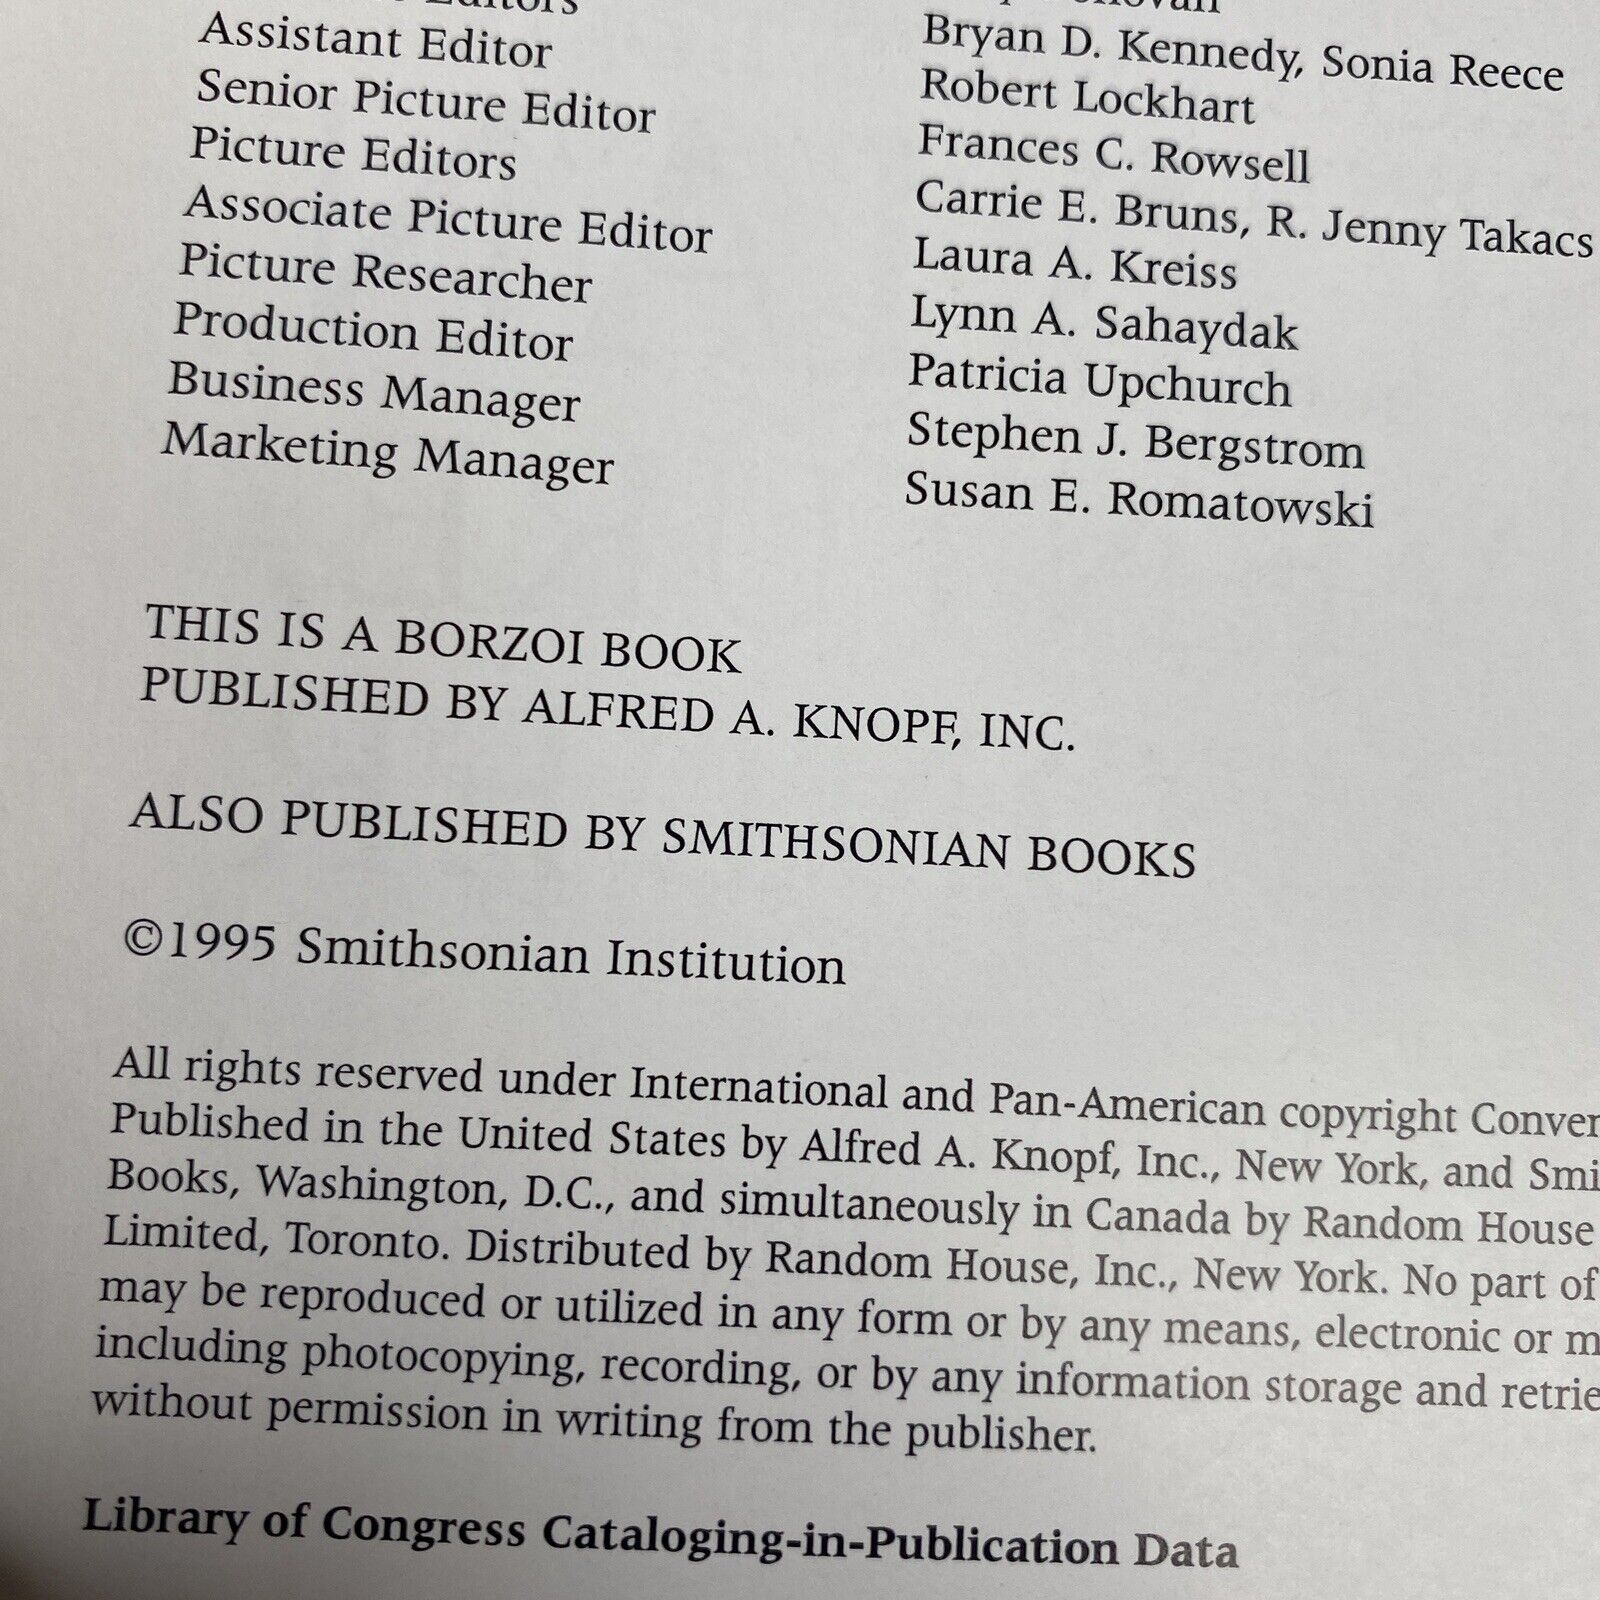 Editors Bryan D. Kennedy, Sonia Reece
Assistant Editor Robert Lockhart
Senior Picture Editor Frances C. Rowsell
Picture Editors Carrie E. Bruns, R. Jenny Takacs
Associate Picture Editor Laura A. Kreiss
Picture Researcher Lynn A. Sahaydak
Production Editor Patricia Upchurch
Business Manager Stephen J. Bergstrom
Marketing Manager Susan E. Romatowski
THIS IS A BORZOI BOOK
PUBLISHED BY ALFRED A. KNOPF, INC.
ALSO PUBLISHED BY SMITHSONIAN BOOKS
©1995 Smithsonian Institution
All rights reserved under International and Pan-American copyright Conven
Published in the United States by Alfred A. Knopf, Inc., New York, and Smi
Books, Washington, D.C., and simultaneously in Canada by Random House
Limited, Toronto. Distributed by Random House, Inc., New York. No part of
may be reproduced or utilized in any form or by any means, electronic or m
including photocopying, recording, or by any information storage and retrie
without permission in writing from the publisher.
Library of Congress Cataloging-in-Publication Data